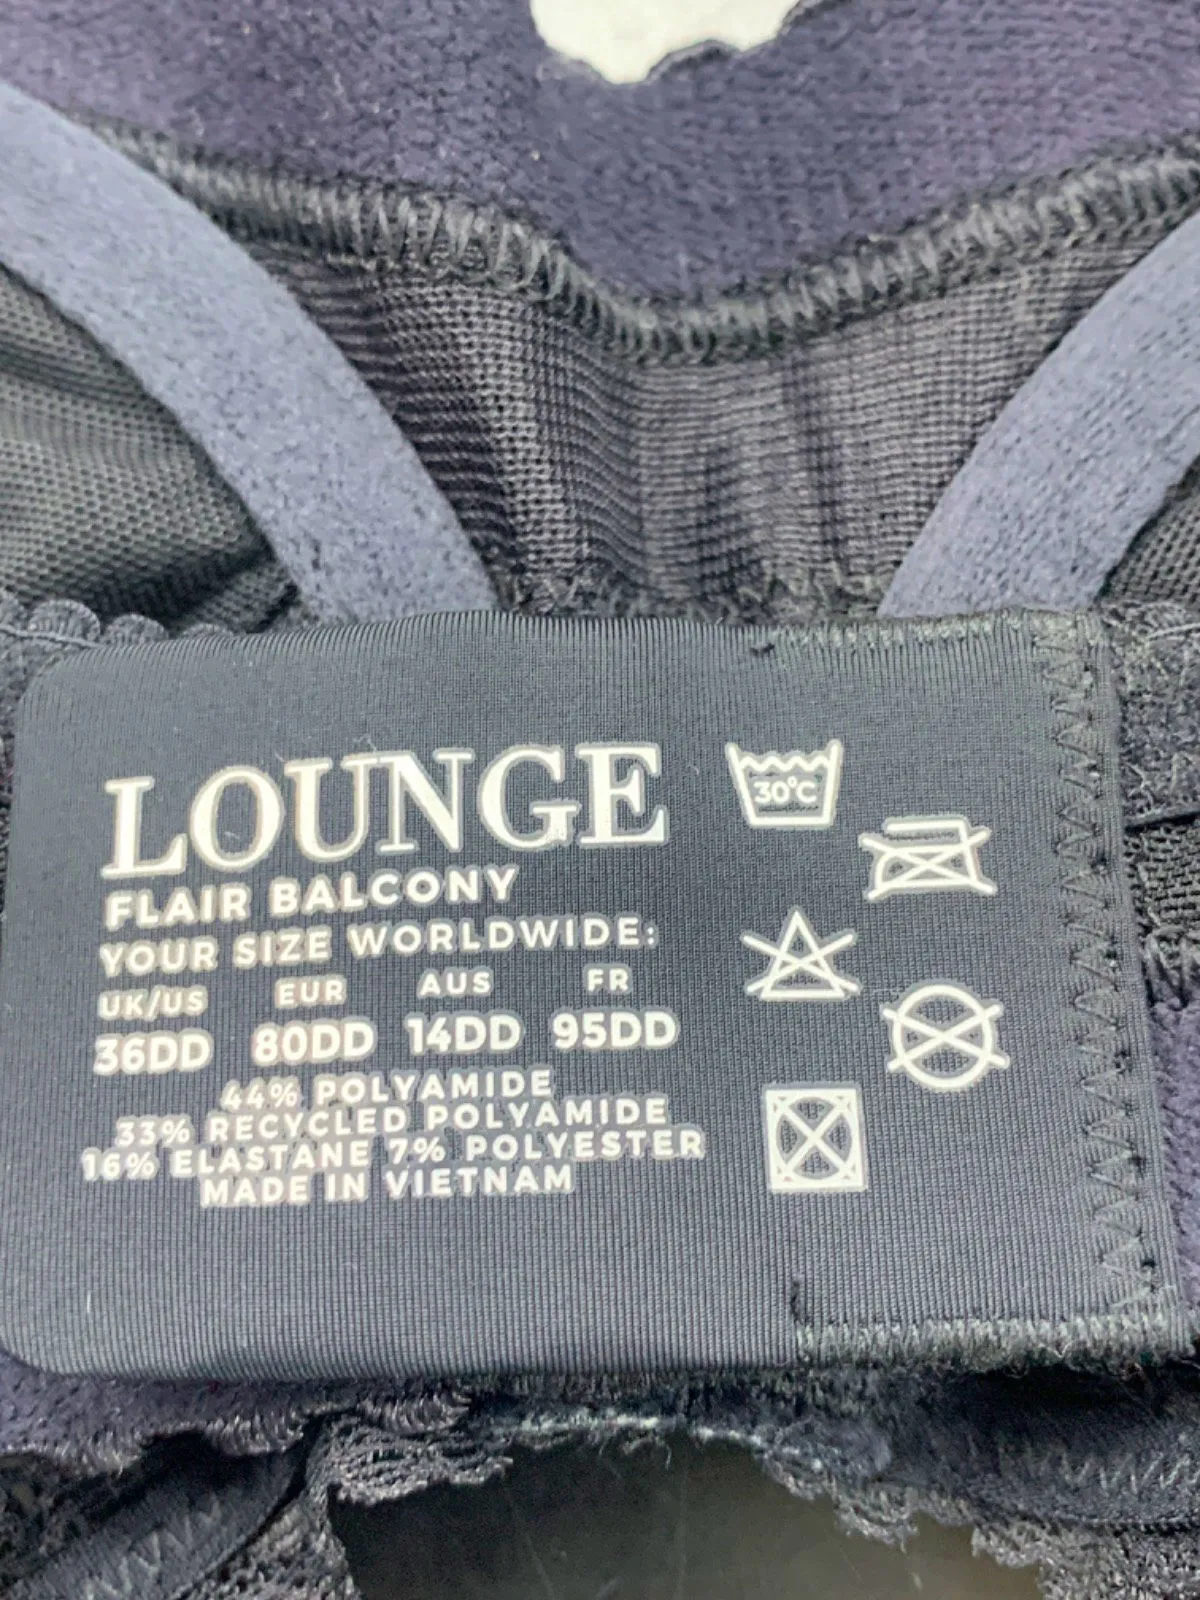 LOUNGE
FLAIR BALCONY
YOUR SIZE WORLDWIDE:
UK/US EUR AUS FR
36DD 80DD 14DD 95DD
44% POLYAMIDE
33% RECYCLED POLYAMIDE
16% ELASTANE 7% POLYESTER
MADE IN VIETNAM
30°C